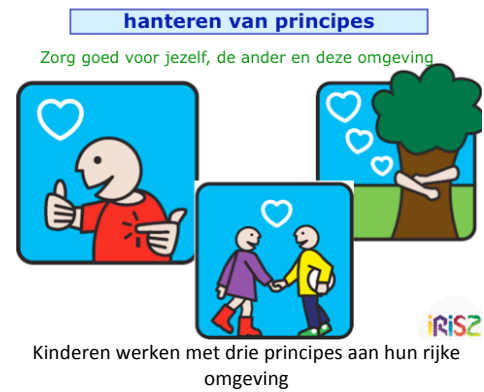 hanteren van principes
Zorg goed voor jezelf, de ander en deze omgeving
iRiSZ
Kinderen werken met drie principes aan hun rijke
omgeving